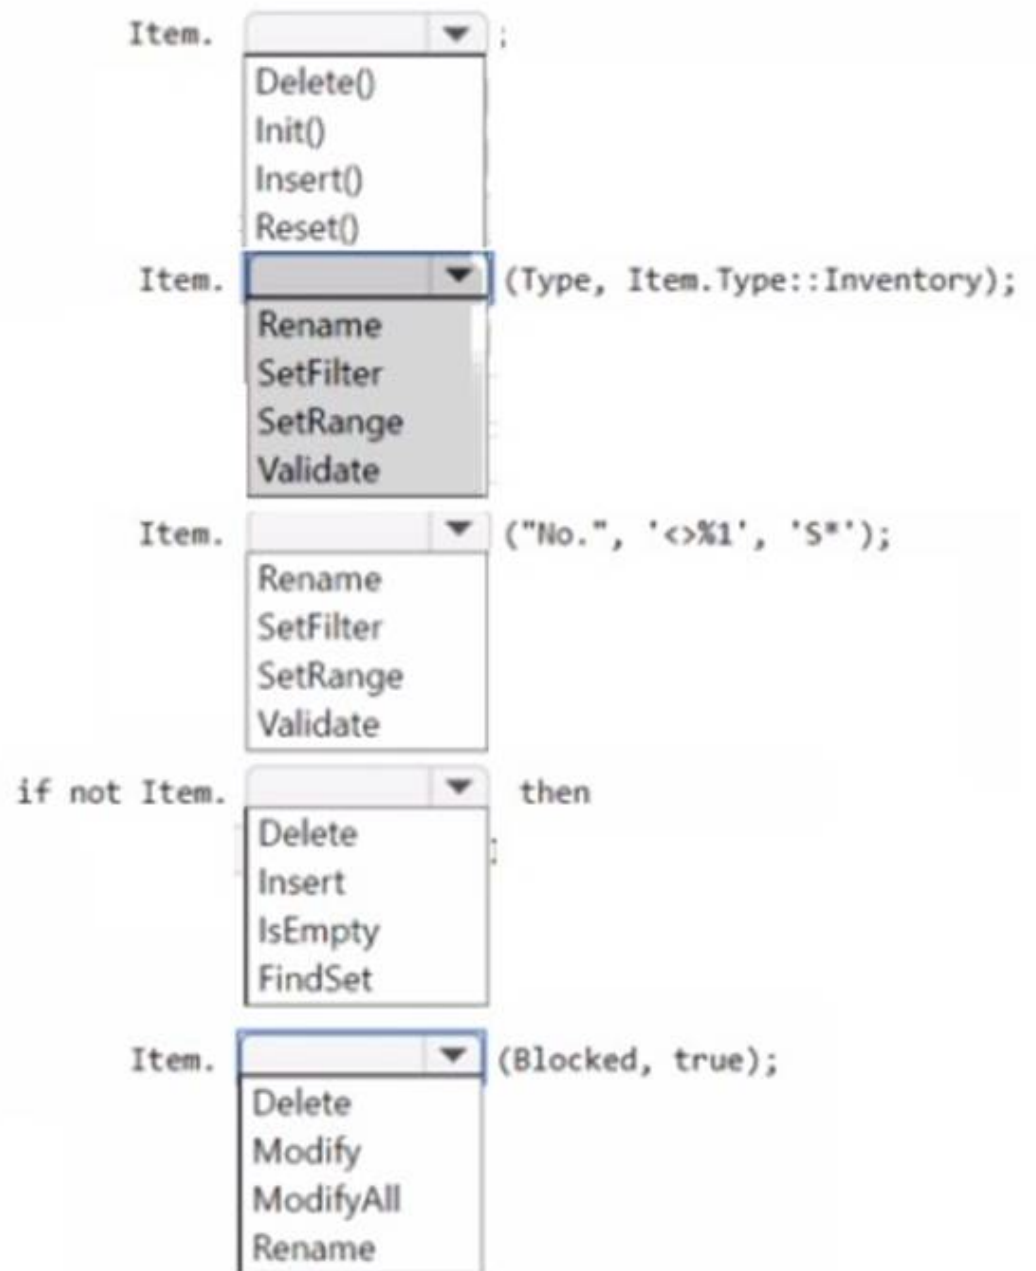 Item. ;
Delete()
Init()
Insert()
Reset()
Item. (Type, Item.Type::Inventory);
Rename
SetFilter
SetRange
Validate
Item. ("No.", '<>%1', 'S*');
Rename
SetFilter
SetRange
Validate
if not Item. then
Delete
Insert
IsEmpty
FindSet
Item. (Blocked, true);
Delete
Modify
ModifyAll
Rename